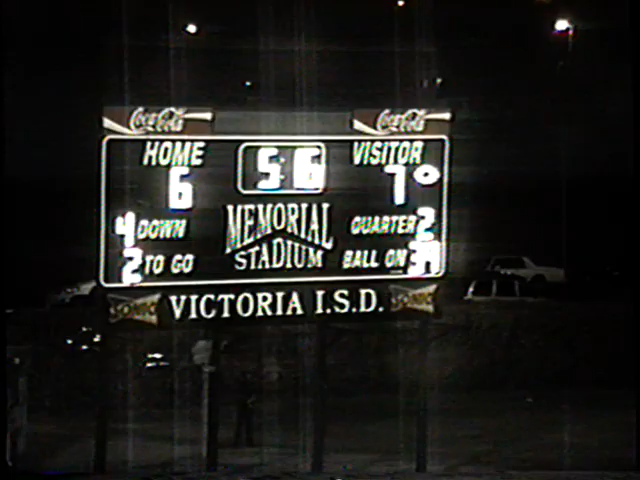 Coca-Cola Coca-Cola
HOME 5:6 VISITOR
6 7
4 DOWN MEMORIAL QUARTER 2
2 TO GO STADIUM BALL ON
SONIC VICTORIA I.S.D. SONIC